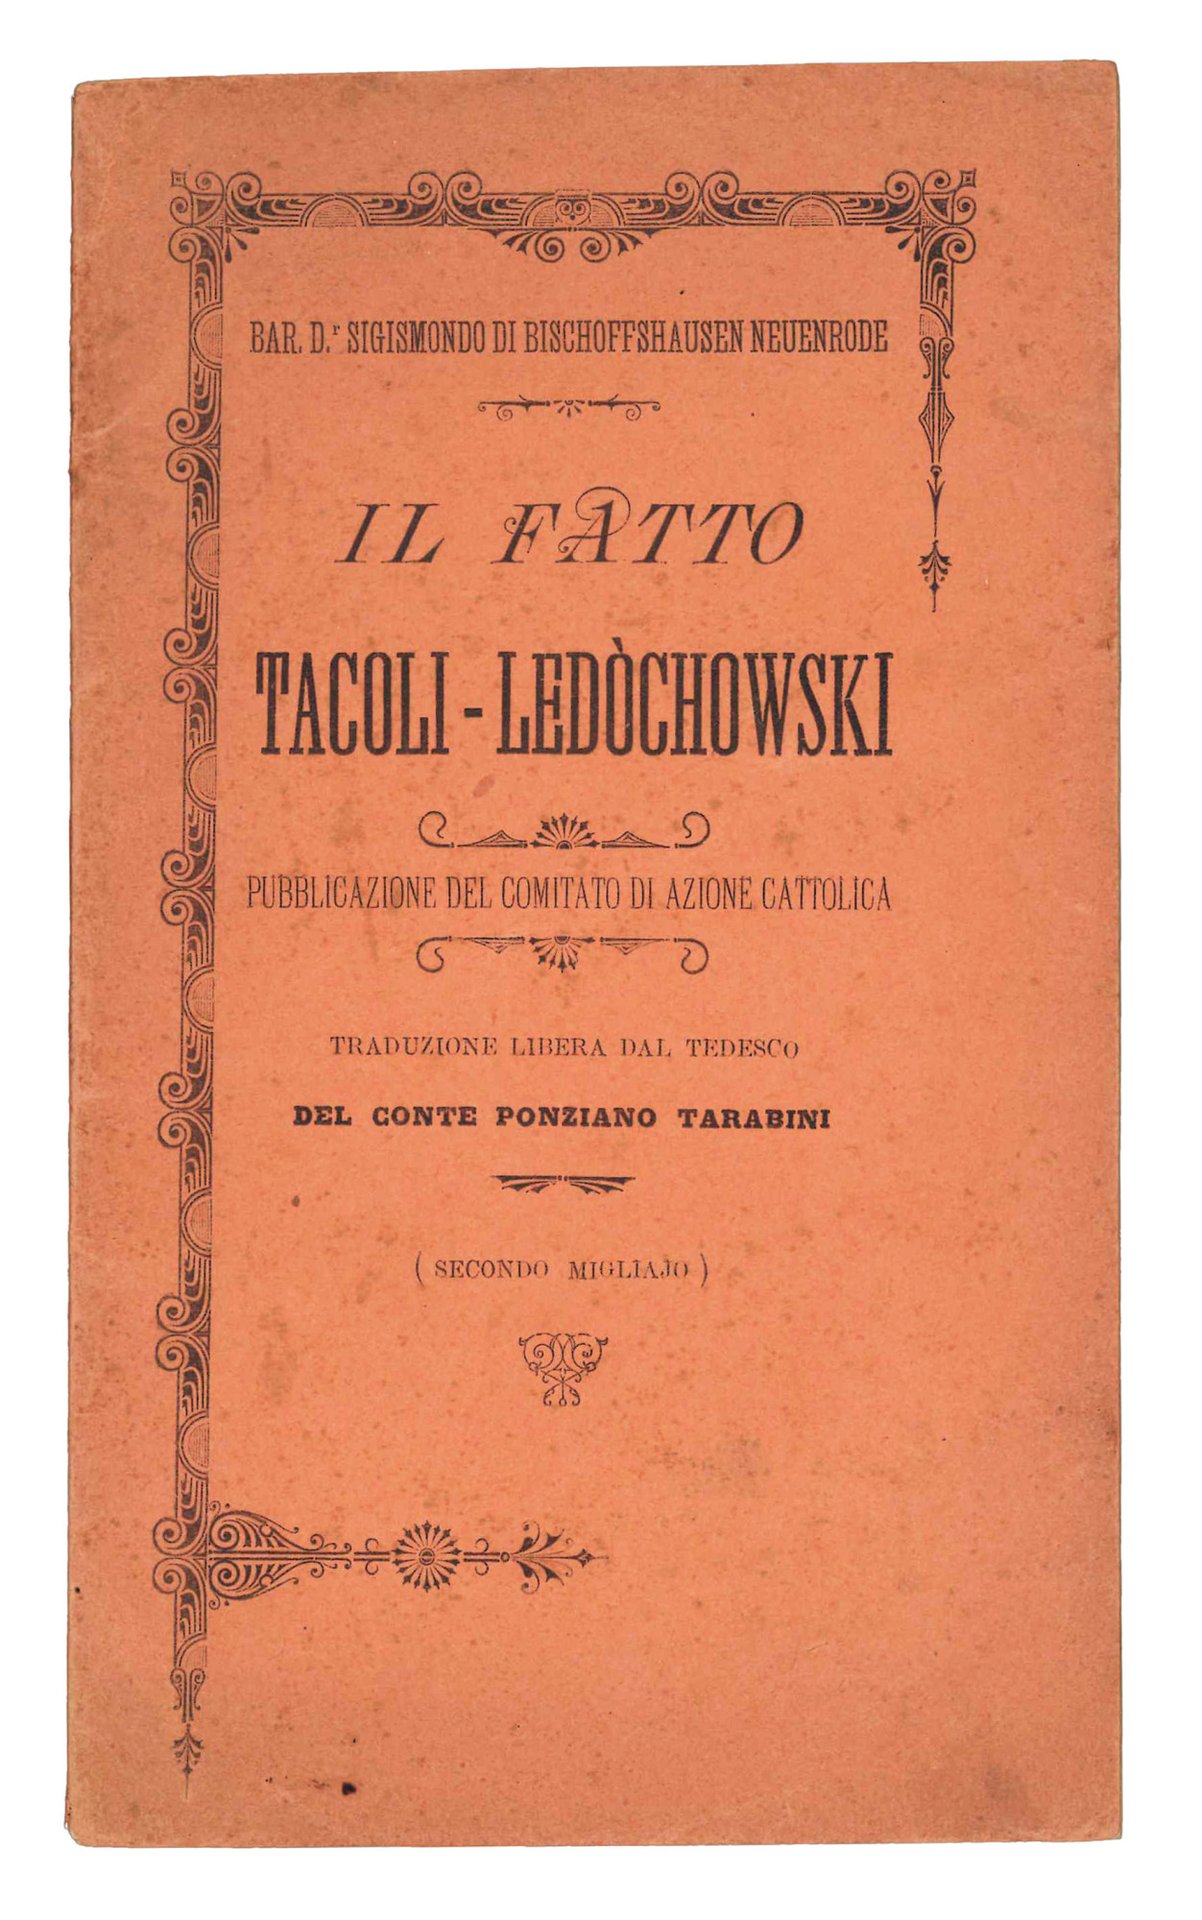 BAR. D.r SIGISMONDO DI BISCHOFFSHAUSEN NEUENRODE
IL FATTO
TACOLI - LEDÒCHOWSKI
PUBBLICAZIONE DEL COMITATO DI AZIONE CATTOLICA
TRADUZIONE LIBERA DAL TEDESCO
DEL CONTE PONZIANO TARABINI
( SECONDO MIGLIAJO )